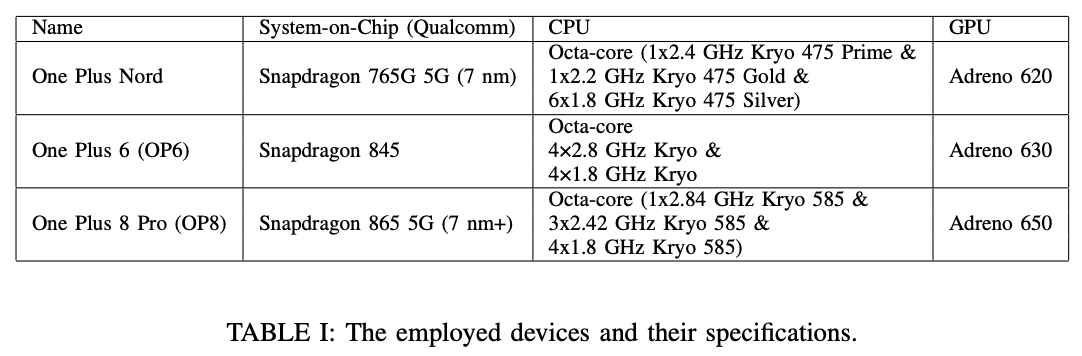 Name System-on-Chip (Qualcomm) CPU GPU
One Plus Nord Snapdragon 765G 5G (7 nm) Octa-core (1x2.4 GHz Kryo 475 Prime &
1x2.2 GHz Kryo 475 Gold &
6x1.8 GHz Kryo 475 Silver) Adreno 620
One Plus 6 (OP6) Snapdragon 845 Octa-core
4×2.8 GHz Kryo &
4×1.8 GHz Kryo Adreno 630
One Plus 8 Pro (OP8) Snapdragon 865 5G (7 nm+) Octa-core (1x2.84 GHz Kryo 585 &
3x2.42 GHz Kryo 585 &
4x1.8 GHz Kryo 585) Adreno 650
TABLE I: The employed devices and their specifications.